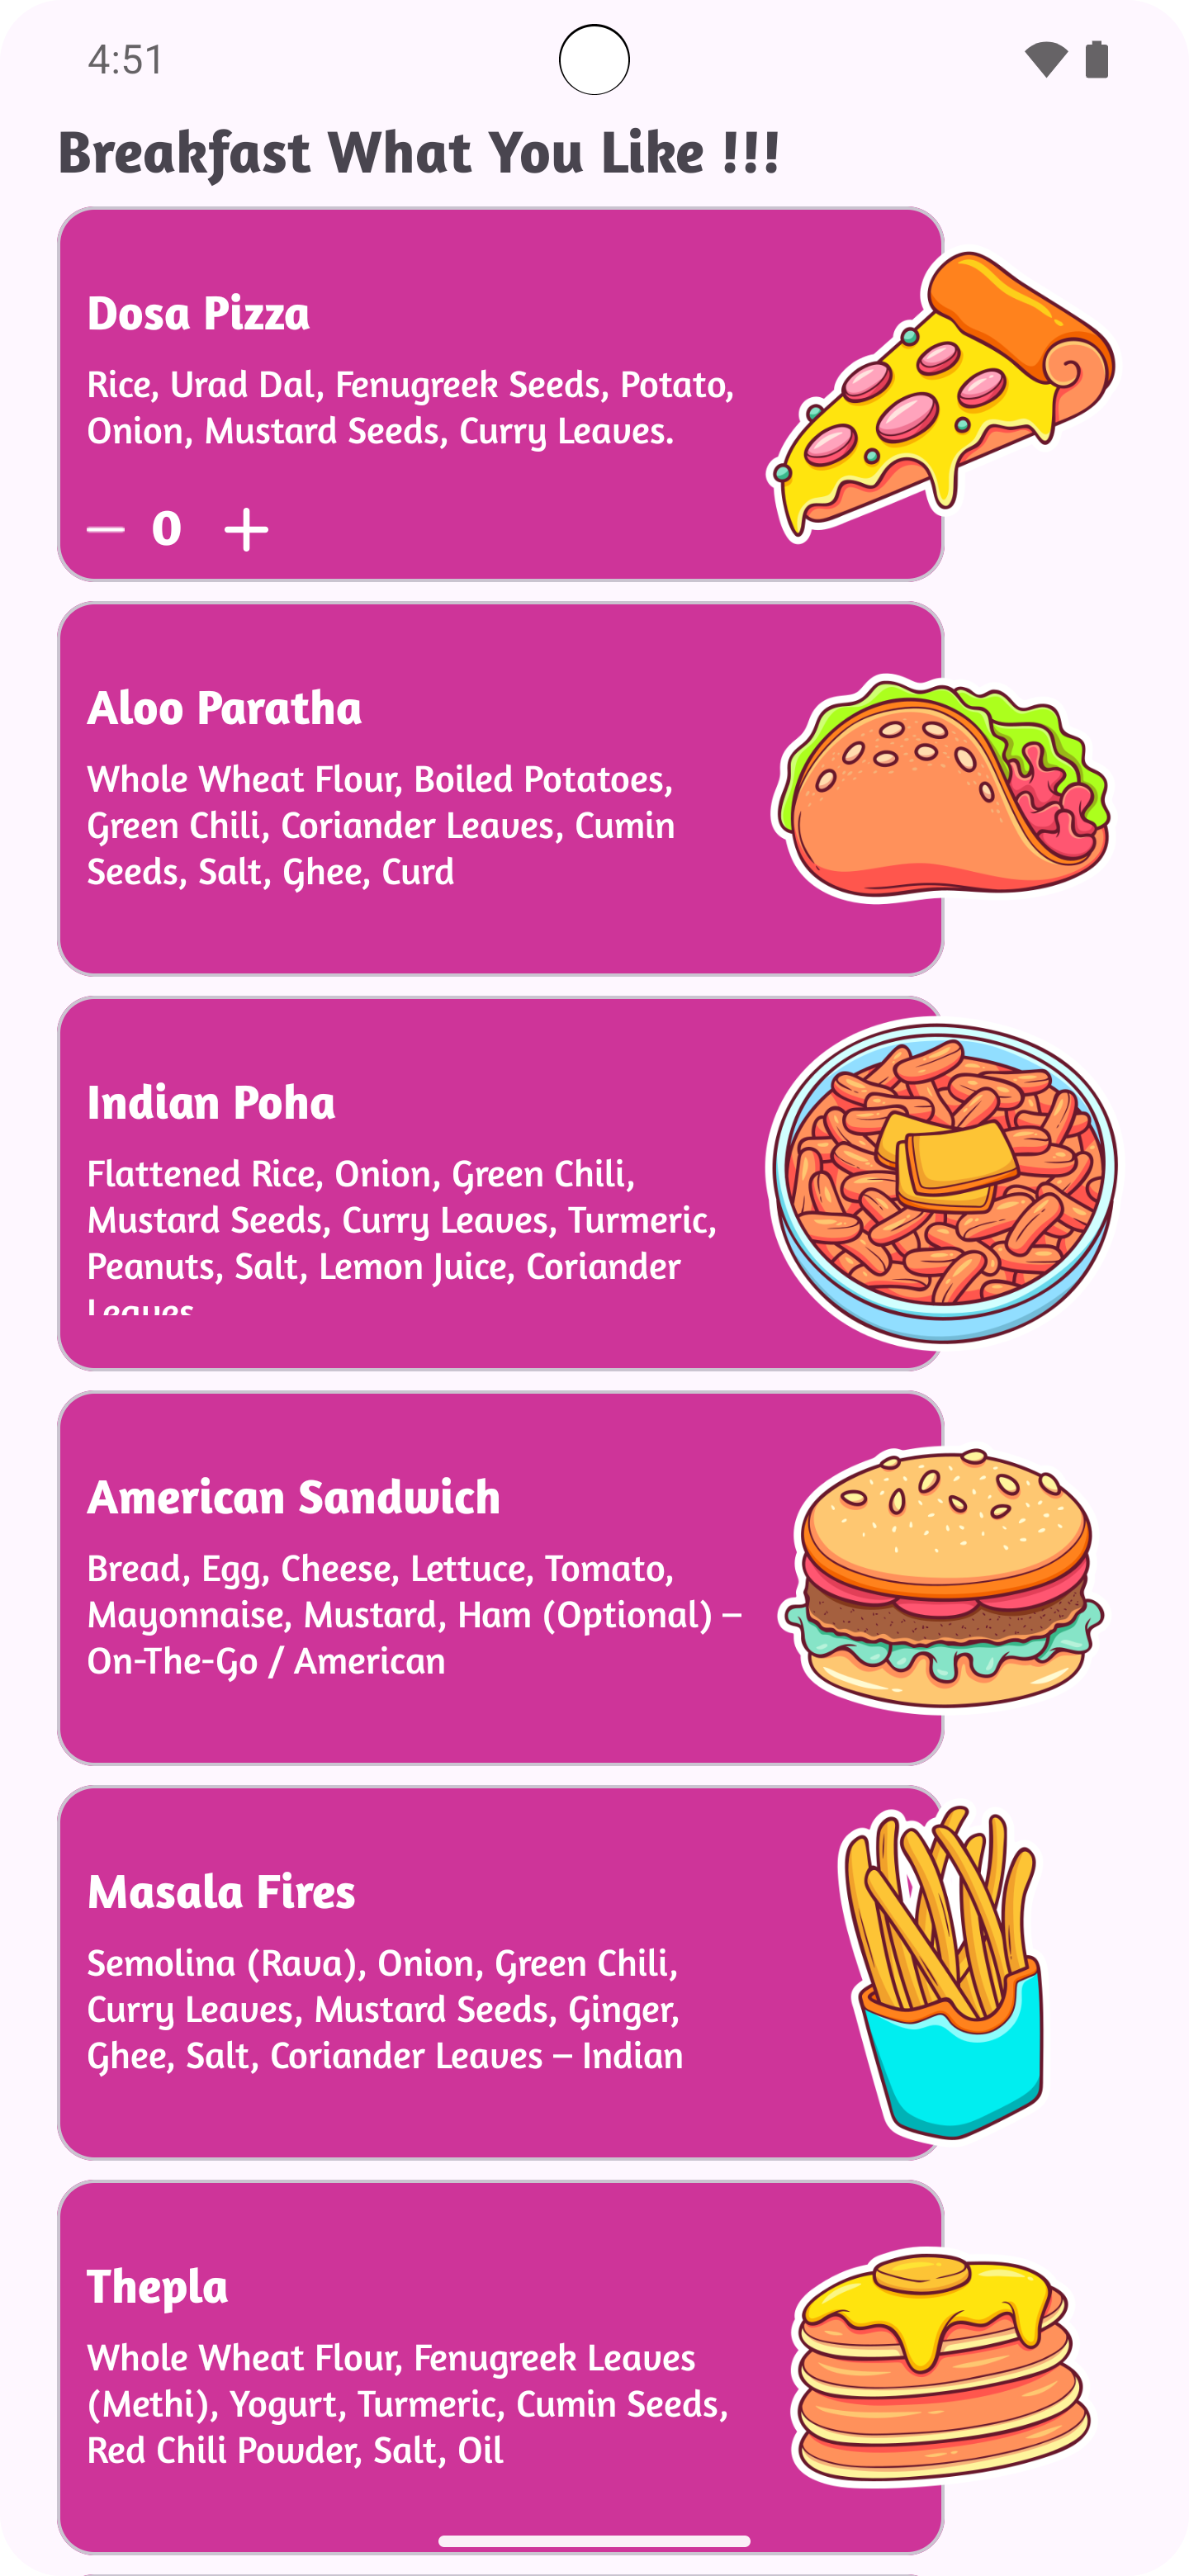 4:51
Breakfast What You Like !!!
Dosa Pizza
Rice, Urad Dal, Fenugreek Seeds, Potato,
Onion, Mustard Seeds, Curry Leaves.
0
Aloo Paratha
Whole Wheat Flour, Boiled Potatoes,
Green Chili, Coriander Leaves, Cumin
Seeds, Salt, Ghee, Curd
Indian Poha
Flattened Rice, Onion, Green Chili,
Mustard Seeds, Curry Leaves, Turmeric,
Peanuts, Salt, Lemon Juice, Coriander
Leaves
American Sandwich
Bread, Egg, Cheese, Lettuce, Tomato,
Mayonnaise, Mustard, Ham (Optional) –
On-The-Go / American
Masala Fires
Semolina (Rava), Onion, Green Chili,
Curry Leaves, Mustard Seeds, Ginger,
Ghee, Salt, Coriander Leaves – Indian
Thepla
Whole Wheat Flour, Fenugreek Leaves
(Methi), Yogurt, Turmeric, Cumin Seeds,
Red Chili Powder, Salt, Oil